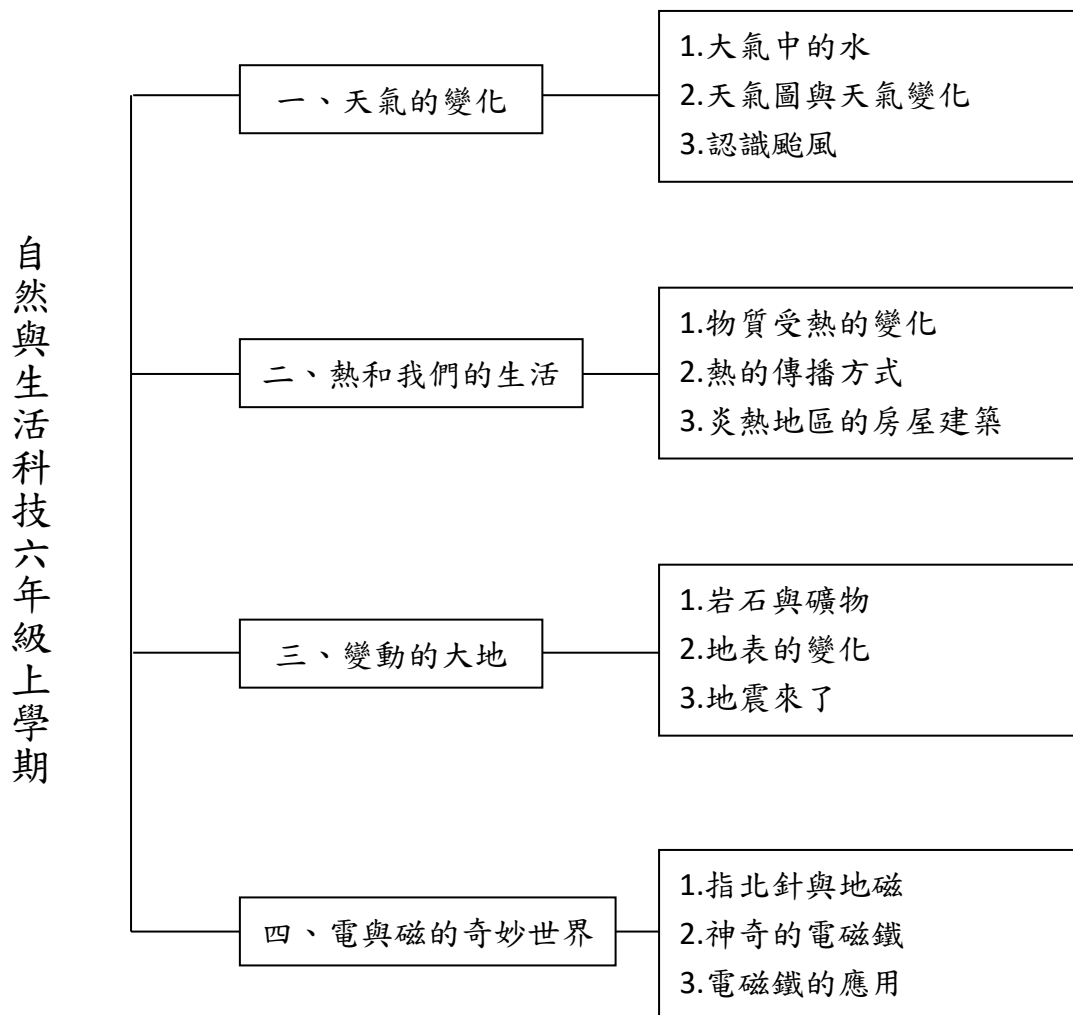 自然與生活科技六年級上學期
一、天氣的變化
1.大氣中的水
2.天氣圖與天氣變化
3.認識颱風
二、熱和我們的生活
1.物質受熱的變化
2.熱的傳播方式
3.炎熱地區的房屋建築
三、變動的大地
1.岩石與礦物
2.地表的變化
3.地震來了
四、電與磁的奇妙世界
1.指北針與地磁
2.神奇的電磁鐵
3.電磁鐵的應用